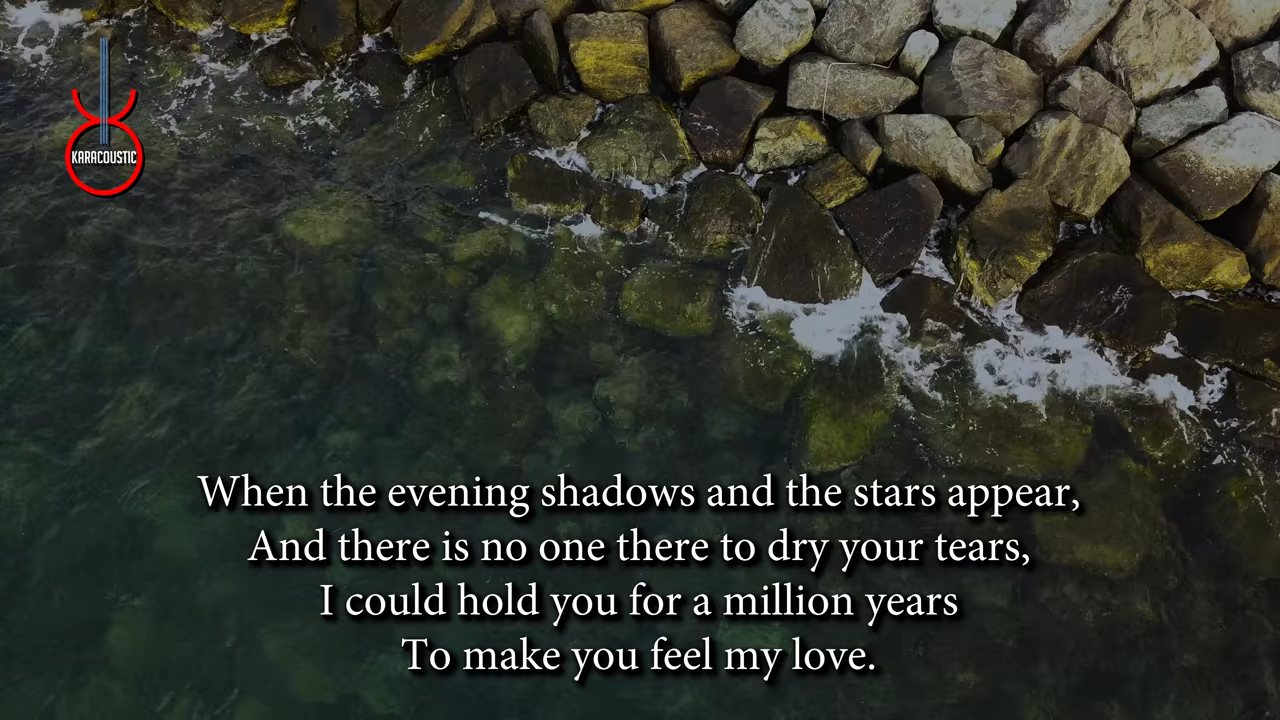 KARACOUSTIC
When the evening shadows and the stars appear,
And there is no one there to dry your tears,
I could hold you for a million years
To make you feel my love.